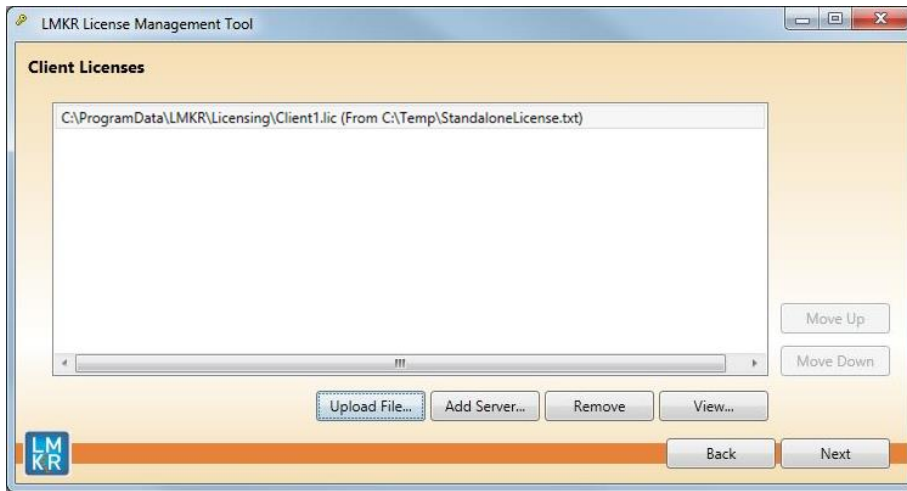 LMKR License Management Tool
Client Licenses
C:\ProgramData\LMKR\Licensing\Client1.lic (From C:\Temp\StandaloneLicense.txt)
Move Up
Move Down
Upload File... Add Server... Remove View...
LM
KR
Back Next